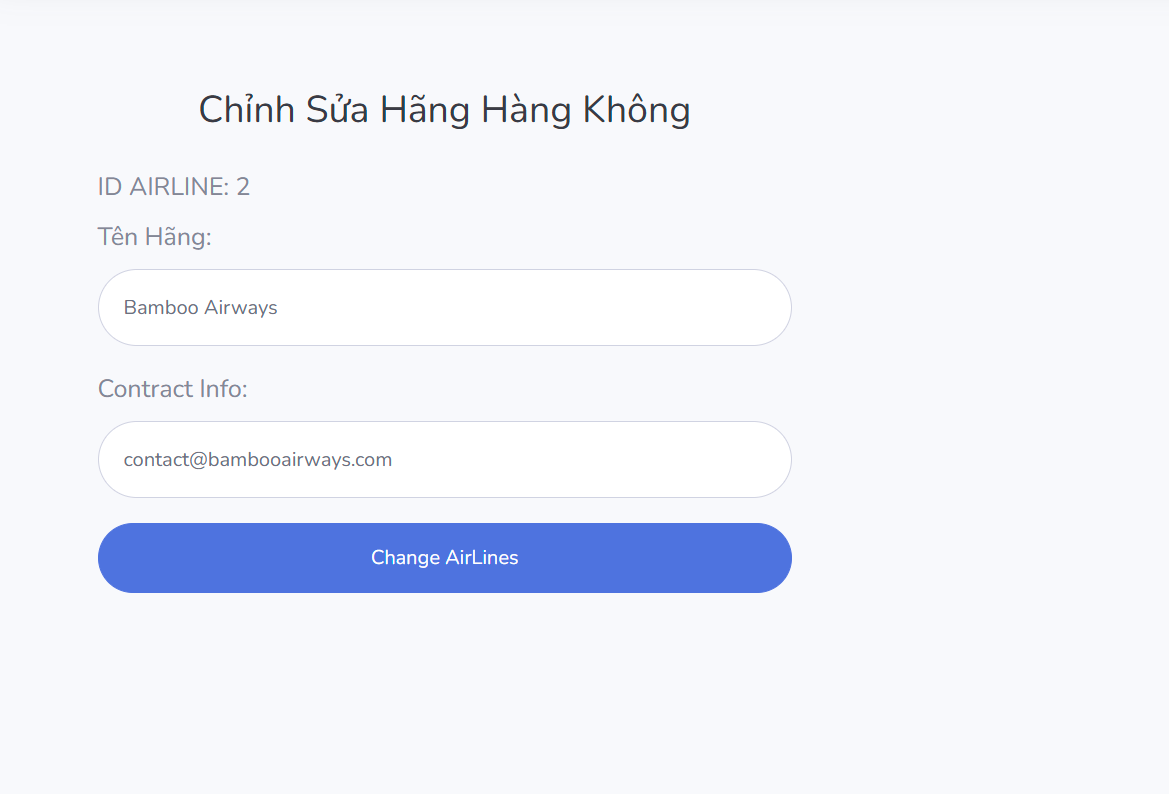 Chỉnh Sửa Hãng Hàng Không
ID AIRLINE: 2
Tên Hãng:
Bamboo Airways
Contract Info:
contact@bambooairways.com
Change AirLines